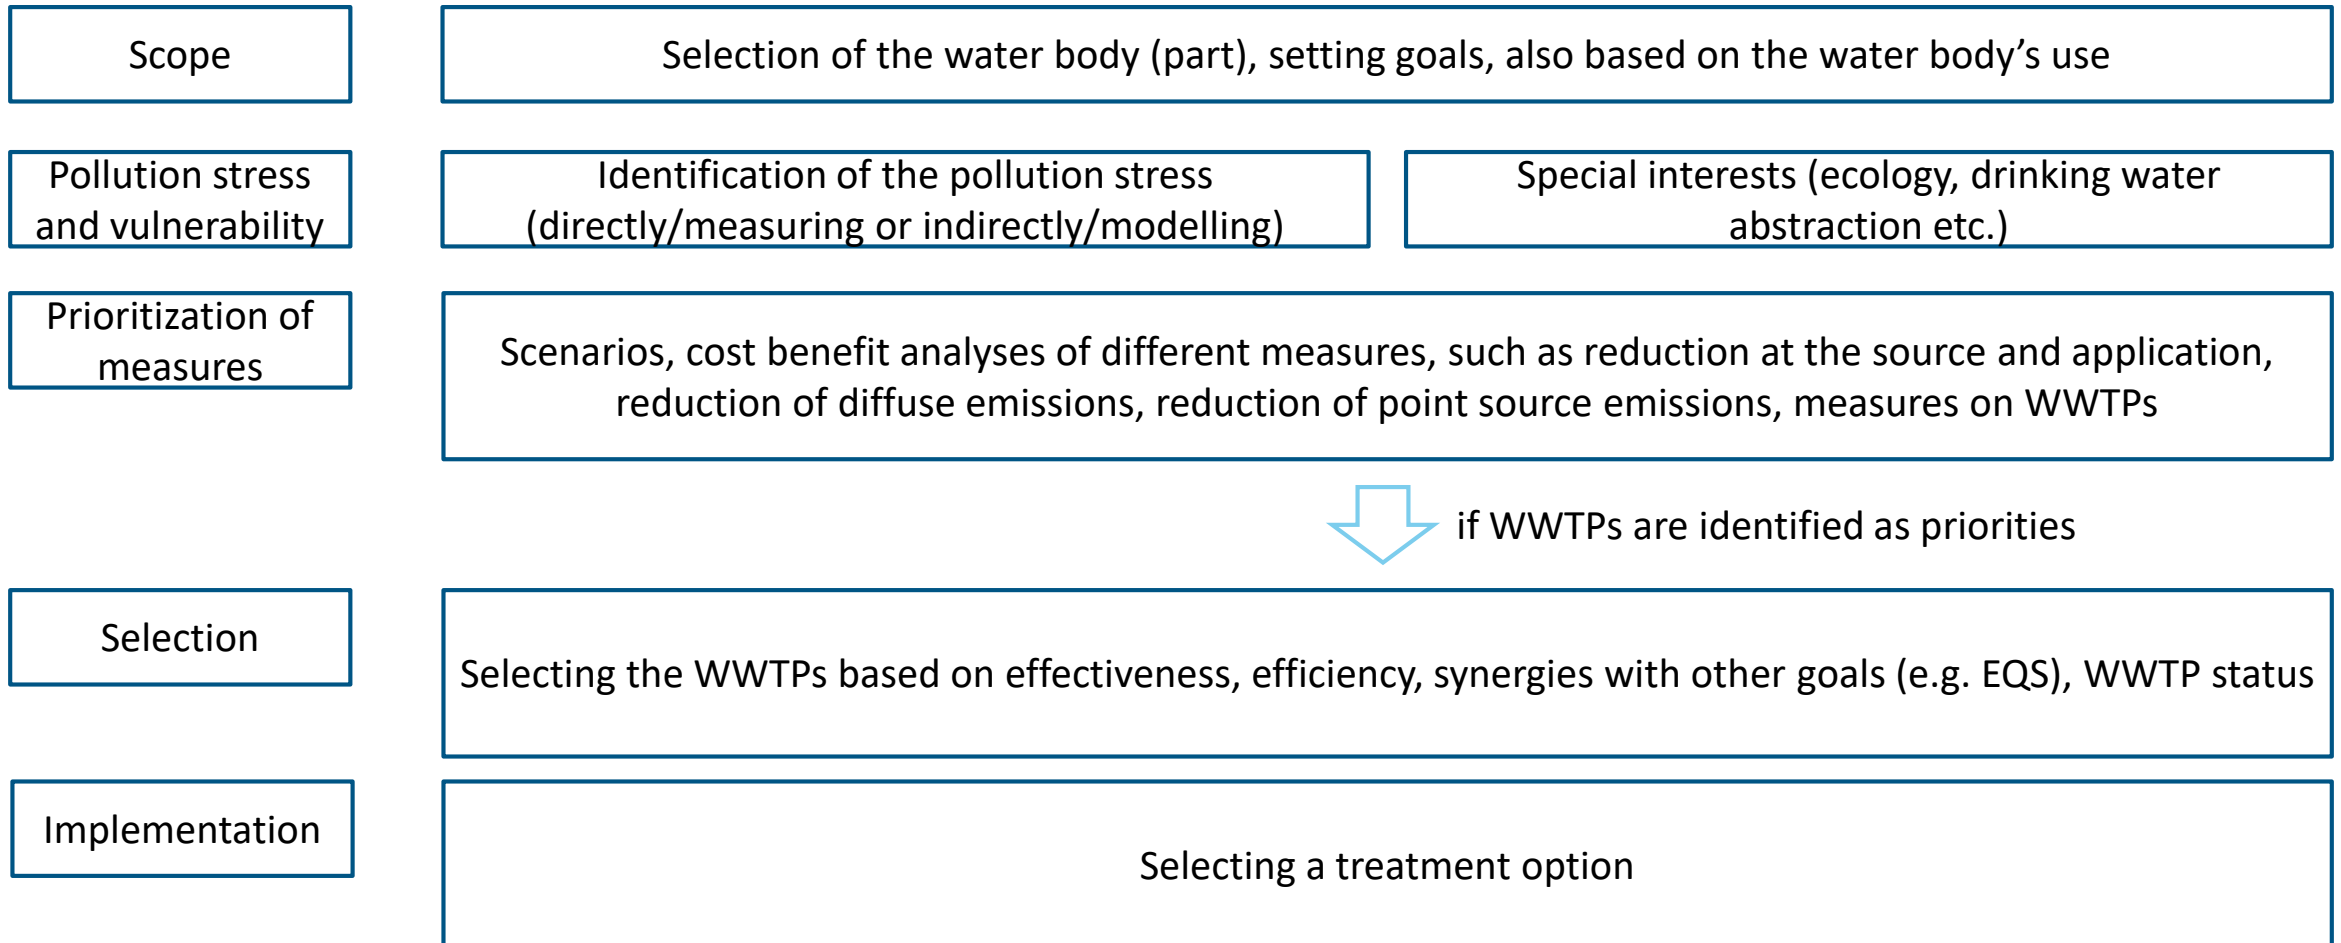 Scope
Selection of the water body (part), setting goals, also based on the water body’s use
Pollution stress
and vulnerability
Identification of the pollution stress
(directly/measuring or indirectly/modelling)
Special interests (ecology, drinking water
abstraction etc.)
Prioritization of
measures
Scenarios, cost benefit analyses of different measures, such as reduction at the source and application,
reduction of diffuse emissions, reduction of point source emissions, measures on WWTPs
if WWTPs are identified as priorities
Selection
Selecting the WWTPs based on effectiveness, efficiency, synergies with other goals (e.g. EQS), WWTP status
Implementation
Selecting a treatment option